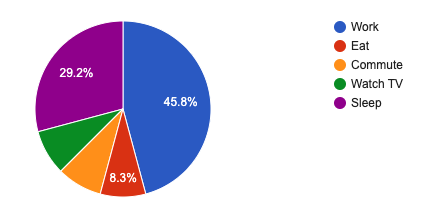 Work
Eat
Commute
Watch TV
Sleep
29.2%
45.8%
8.3%